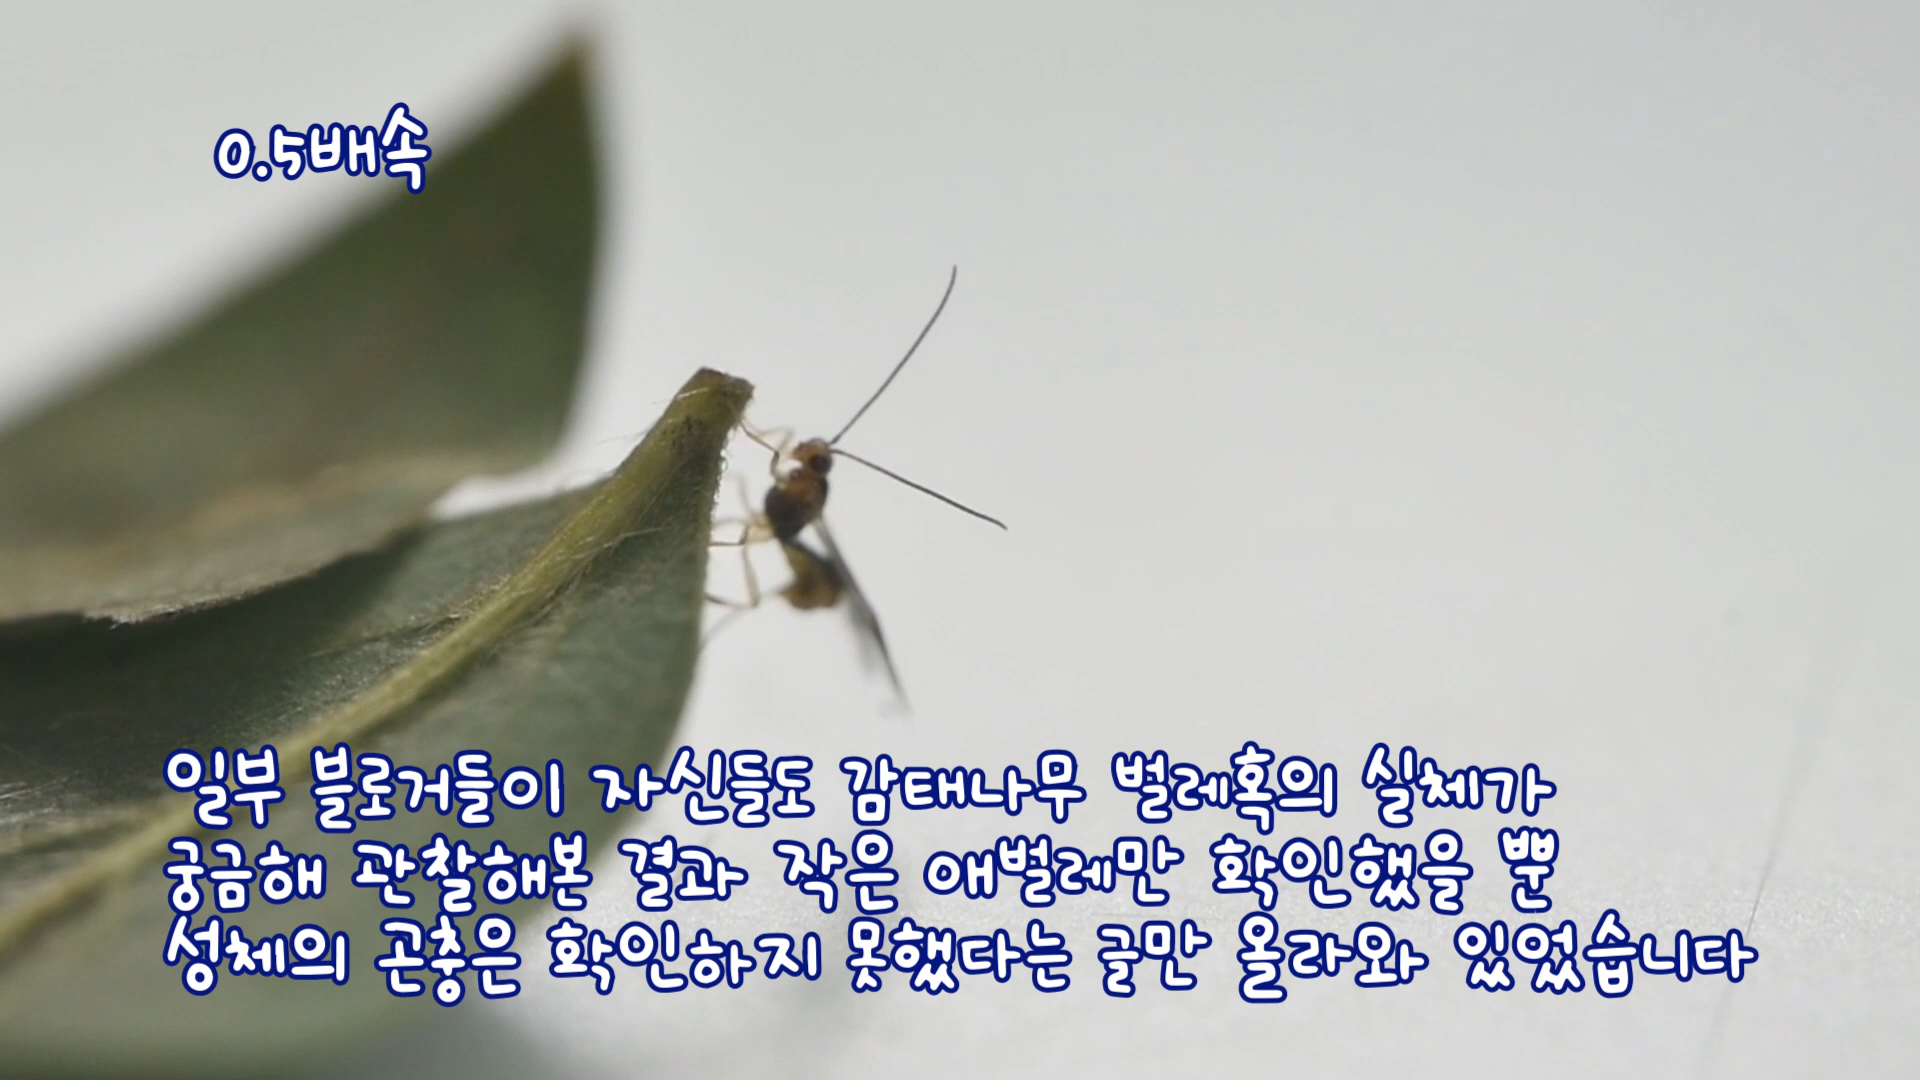 0.5배속
일부 블로거들이 자신들도 감태나무 벌레혹의 실체가
궁금해 관찰해본 결과 작은 애벌레만 확인했을 뿐
성체의 곤충은 확인하지 못했다는 글만 올라와 있었습니다